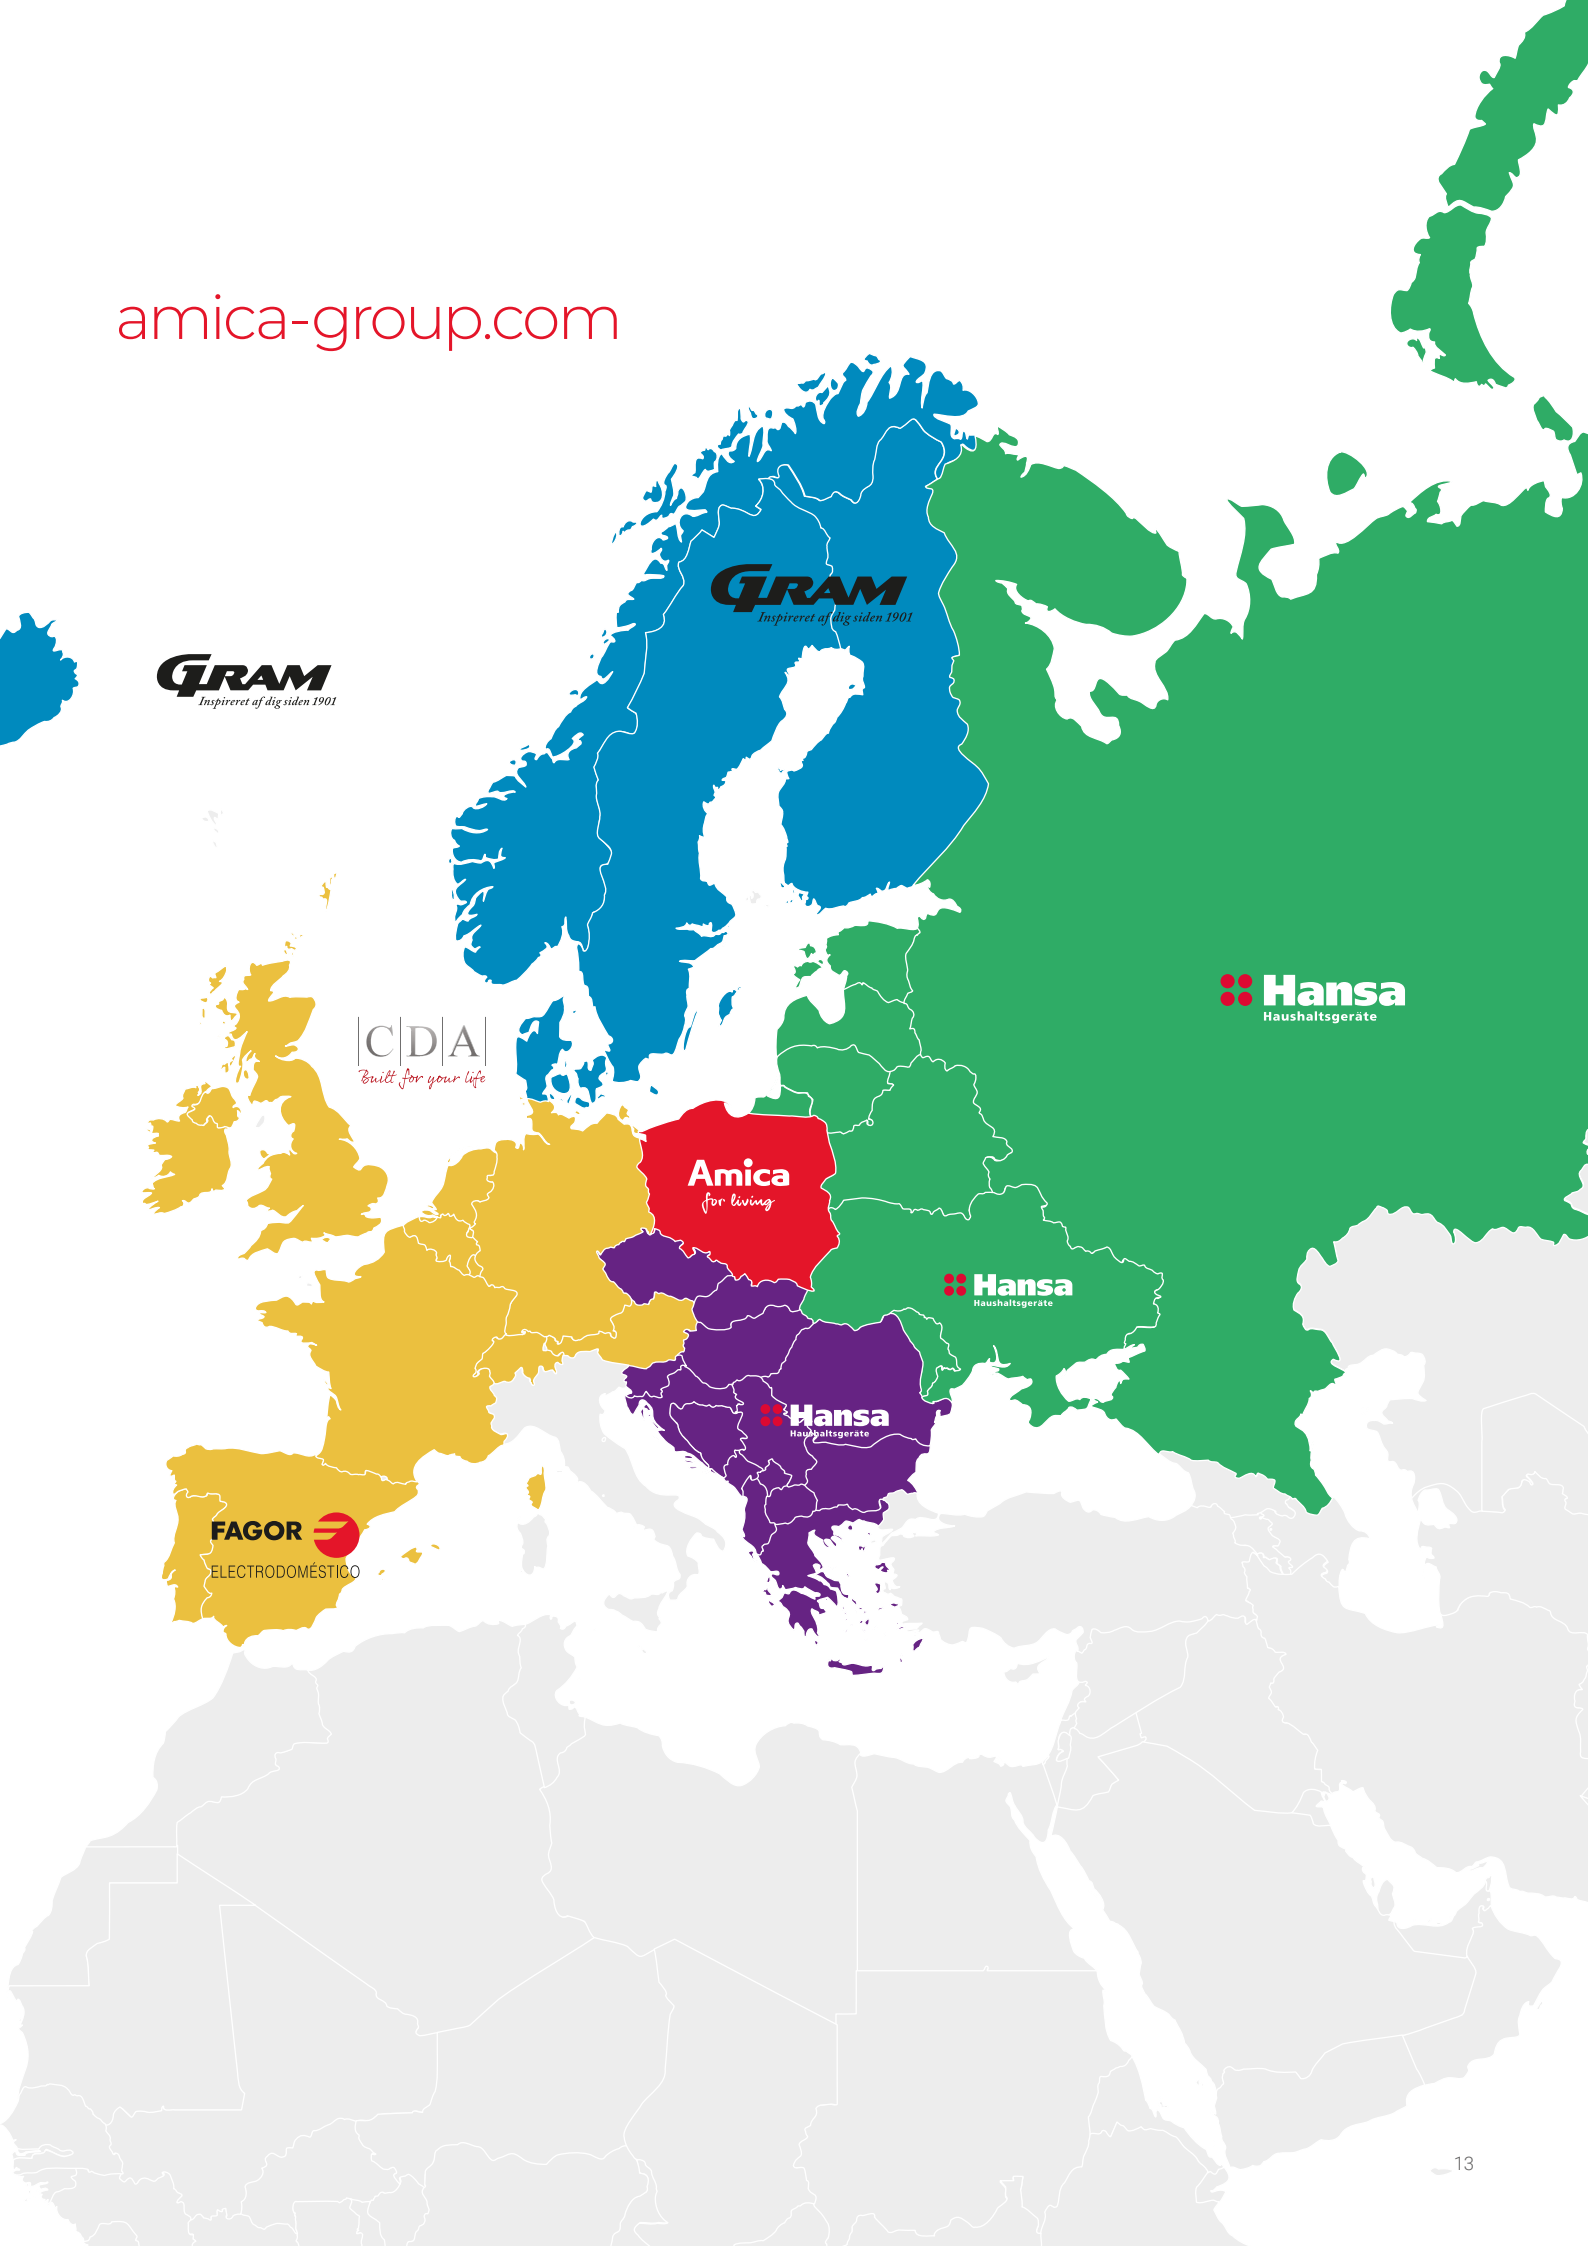 amica-group.com
GRAM
Inspireret af dig siden 1901
GRAM
Inspireret af dig siden 1901
Hansa
Haushaltsgeräte
CDA
Built for your life
Amica
for living
Hansa
Haushaltsgeräte
Hansa
Haushaltsgeräte
FAGOR
ELECTRODOMÉSTICO
13